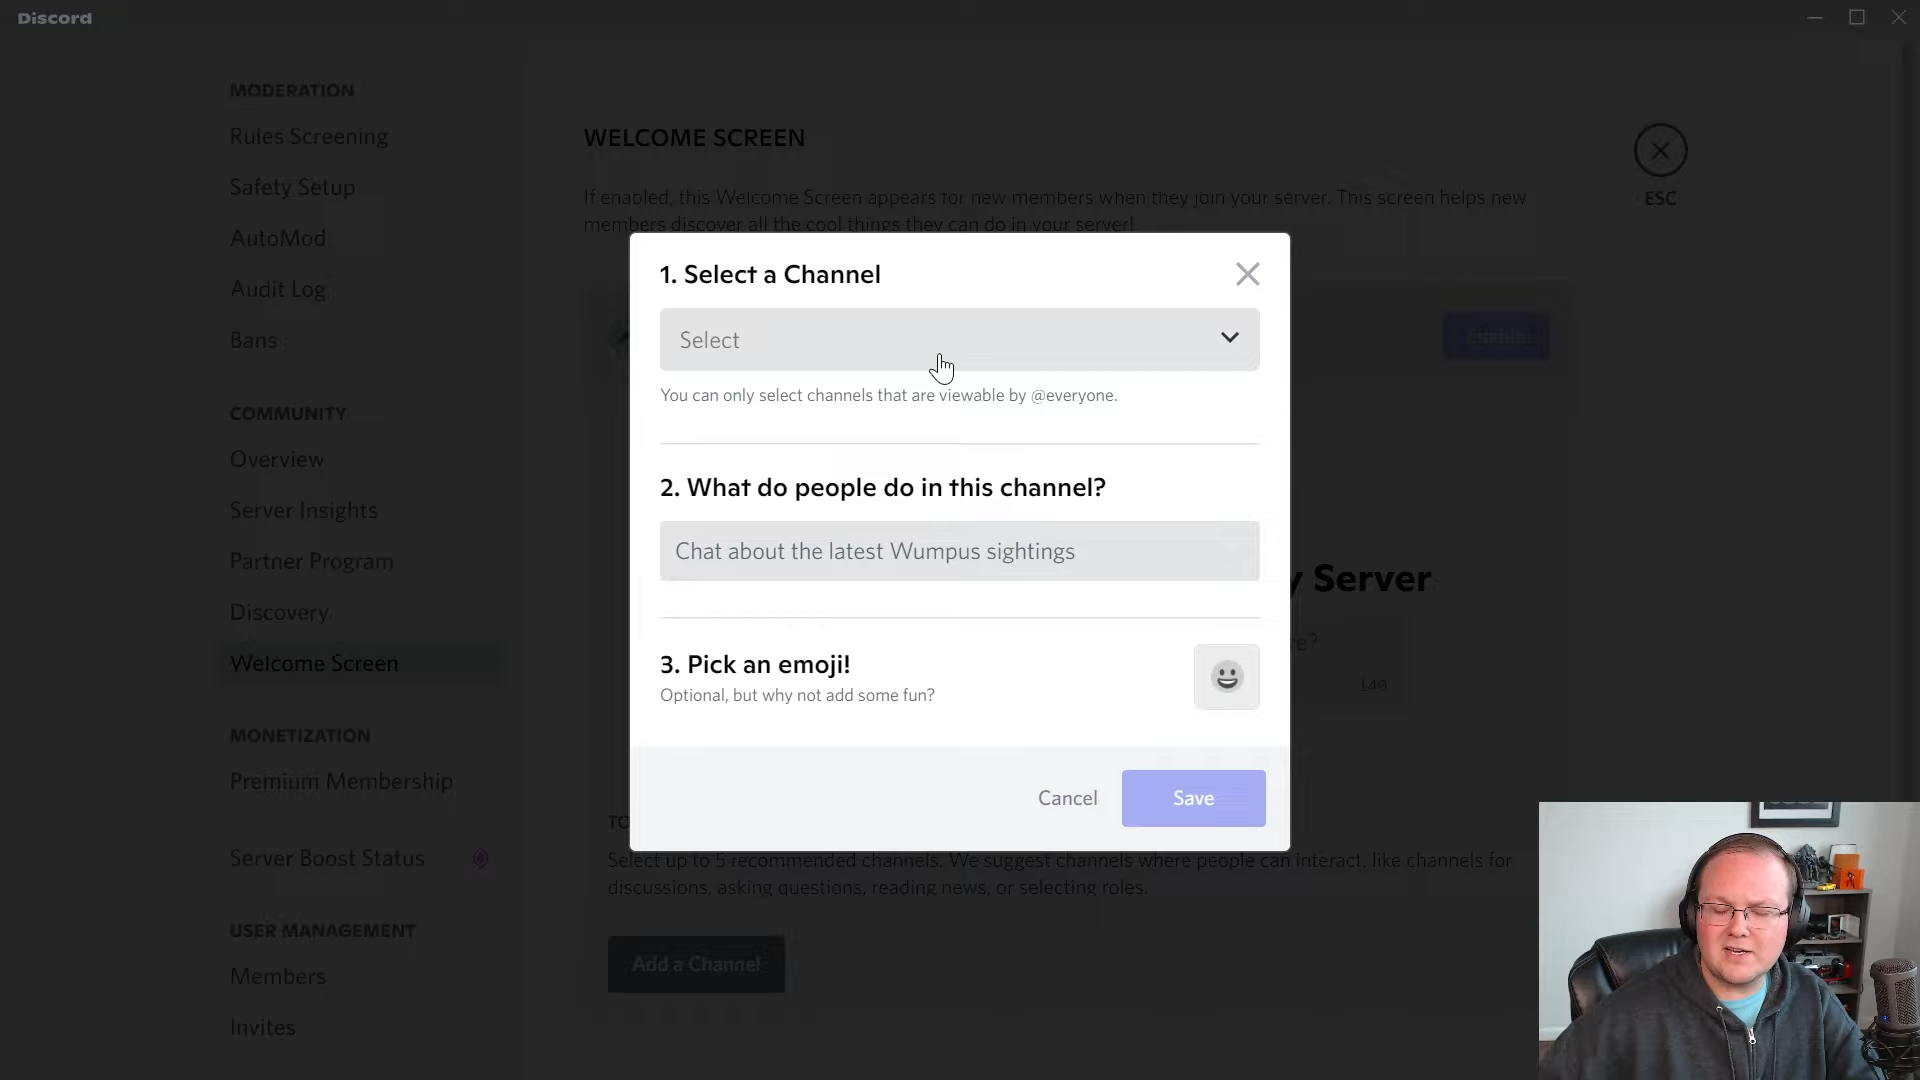 Discord
MODERATION
Rules Screening
Safety Setup
AutoMod
Audit Log
Bans
COMMUNITY
Overview
Server Insights
Partner Program
Discovery
Welcome Screen
MONETIZATION
Premium Membership
Server Boost Status
USER MANAGEMENT
Members
Invites
WELCOME SCREEN
If enabled, this Welcome Screen appears for new members when they join your server. This screen helps new
members discover all the cool things they can do in your server!
ESC
Enable
1. Select a Channel
Select
You can only select channels that are viewable by @everyone.
2. What do people do in this channel?
Chat about the latest Wumpus sightings
3. Pick an emoji!
Optional, but why not add some fun?
Cancel
Save
Server
140
Select up to 5 recommended channels. We suggest channels where people can interact, like channels for
discussions, asking questions, reading news, or selecting roles.
Add a Channel